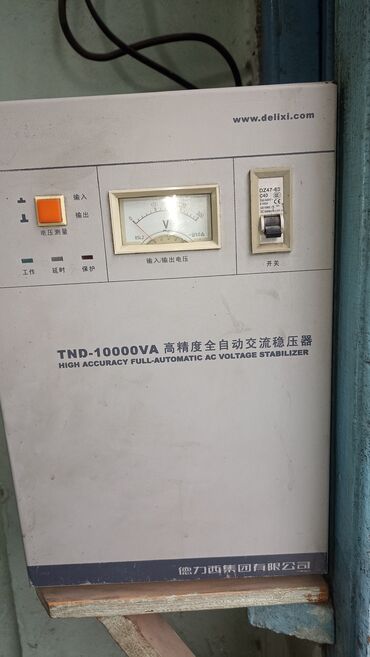 www.delixi.com
输入
输出
电压测量
工作 延时 保护
V
输入/输出电压
DZ47-63
C40
开关
TND-10000VA 高精度全自动交流稳压器
HIGH ACCURACY FULL-AUTOMATIC AC VOLTAGE STABILIZER
德力西集团有限公司